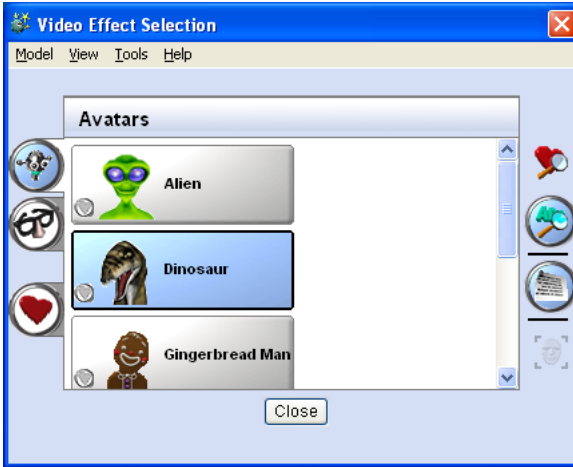 Video Effect Selection
Model View Tools Help
Avatars
Alien
Dinosaur
Gingerbread Man
Close